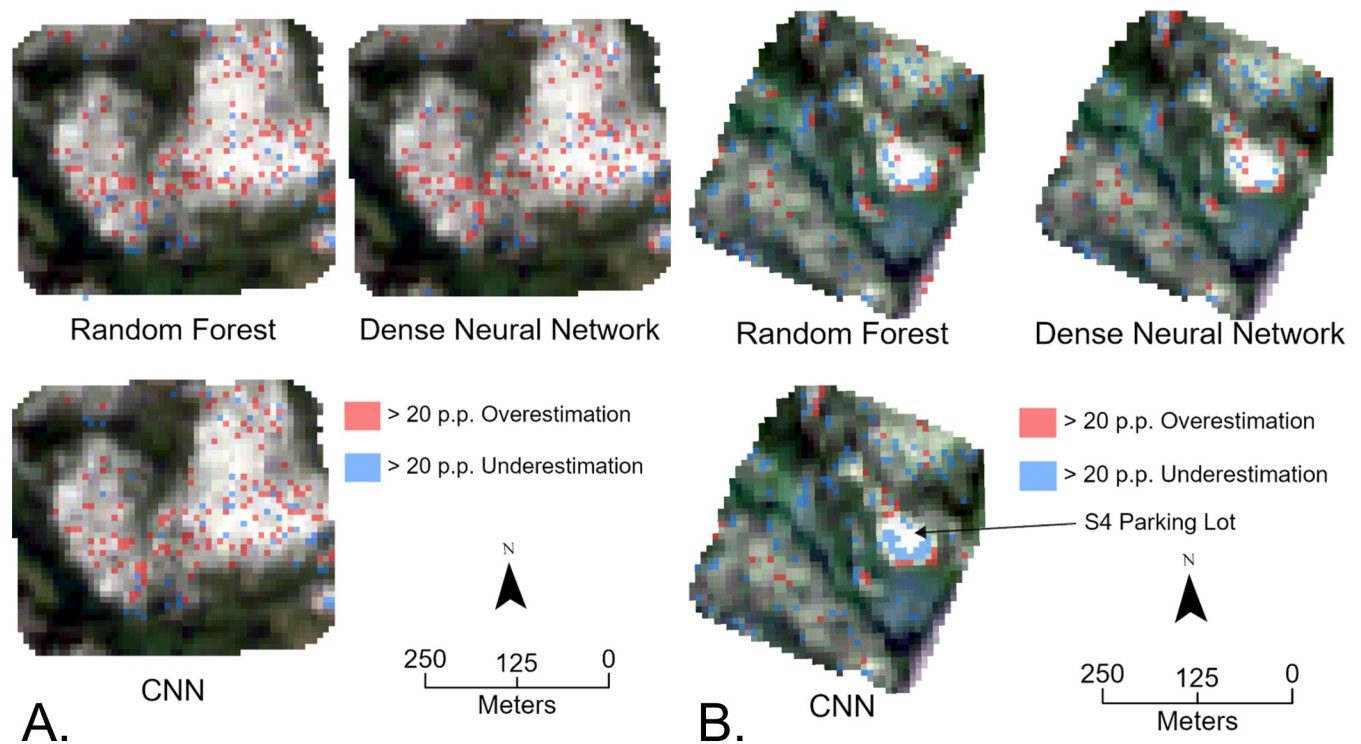 Random Forest
Dense Neural Network
CNN
> 20 p.p. Overestimation
> 20 p.p. Underestimation
N
250 125 0
Meters
A.
Random Forest
Dense Neural Network
CNN
> 20 p.p. Overestimation
> 20 p.p. Underestimation
S4 Parking Lot
N
250 125 0
Meters
B.